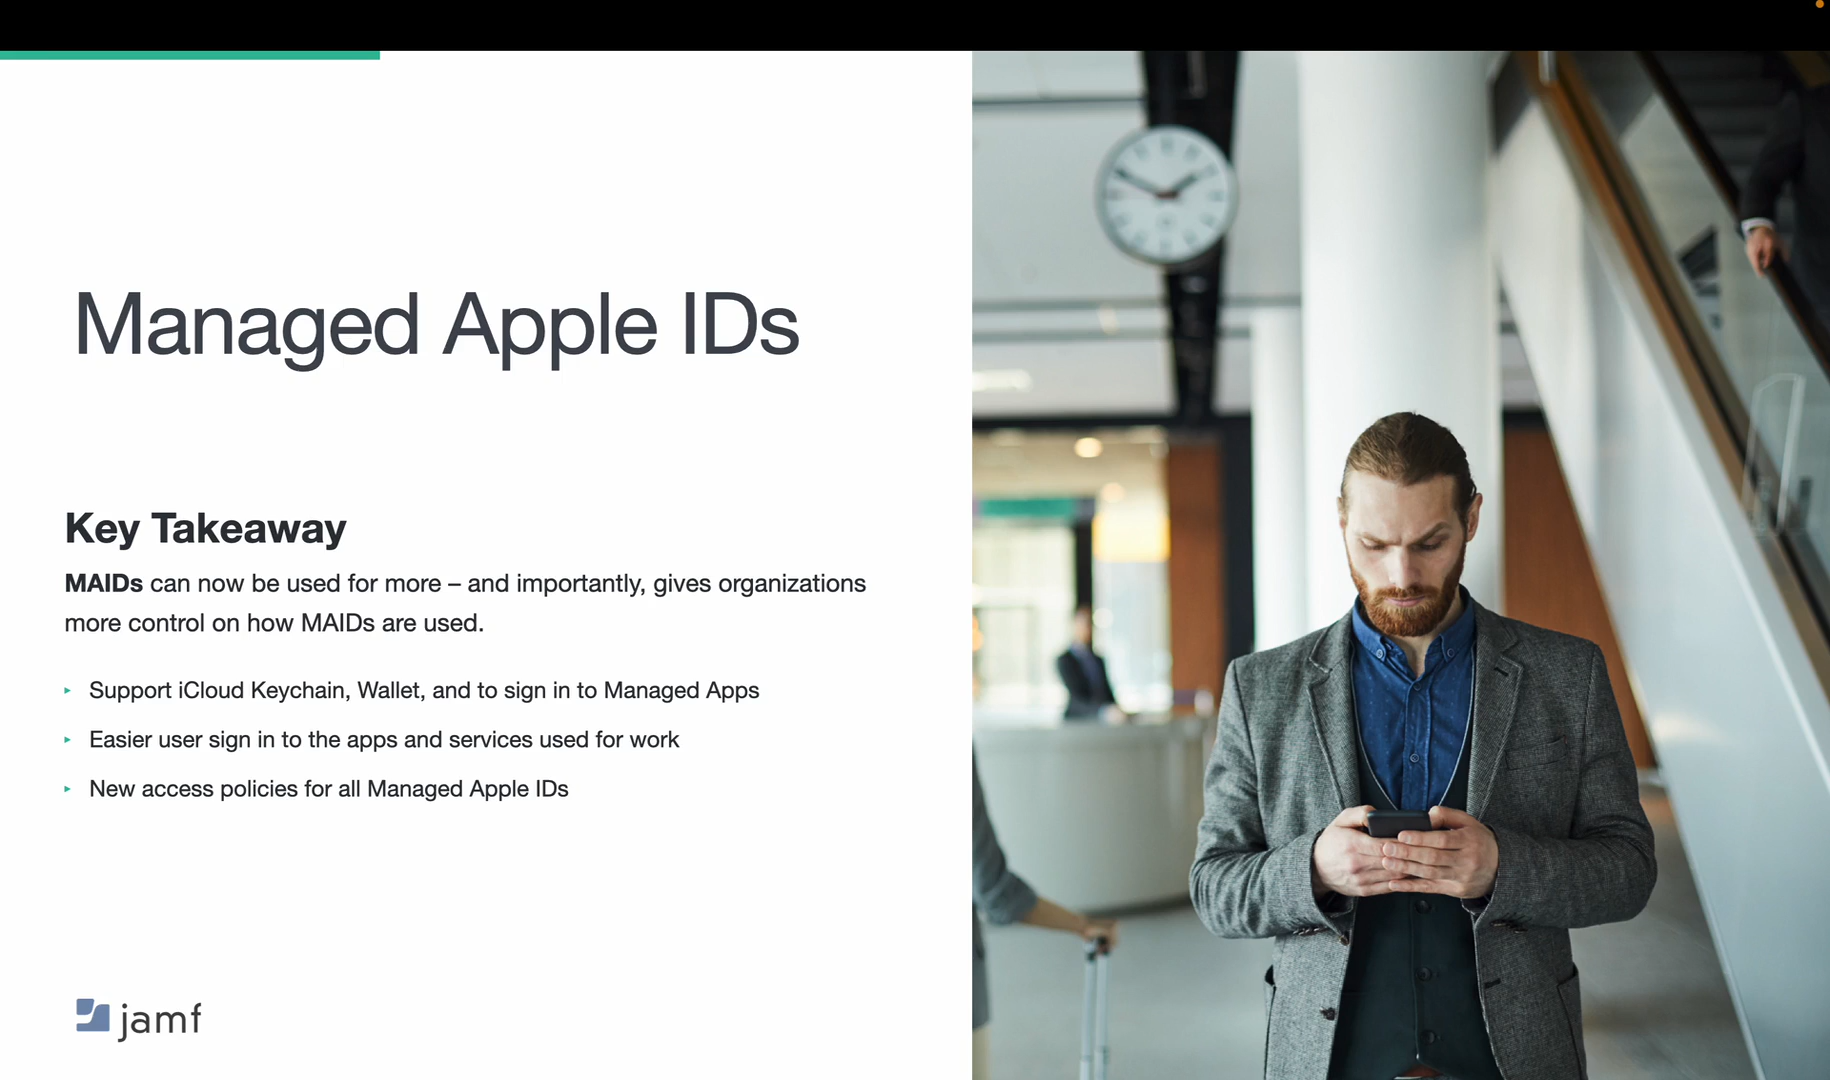 Managed Apple IDs
Key Takeaway
MAIDs can now be used for more – and importantly, gives organizations
more control on how MAIDs are used.
‣ Support iCloud Keychain, Wallet, and to sign in to Managed Apps
‣ Easier user sign in to the apps and services used for work
‣ New access policies for all Managed Apple IDs
jamf